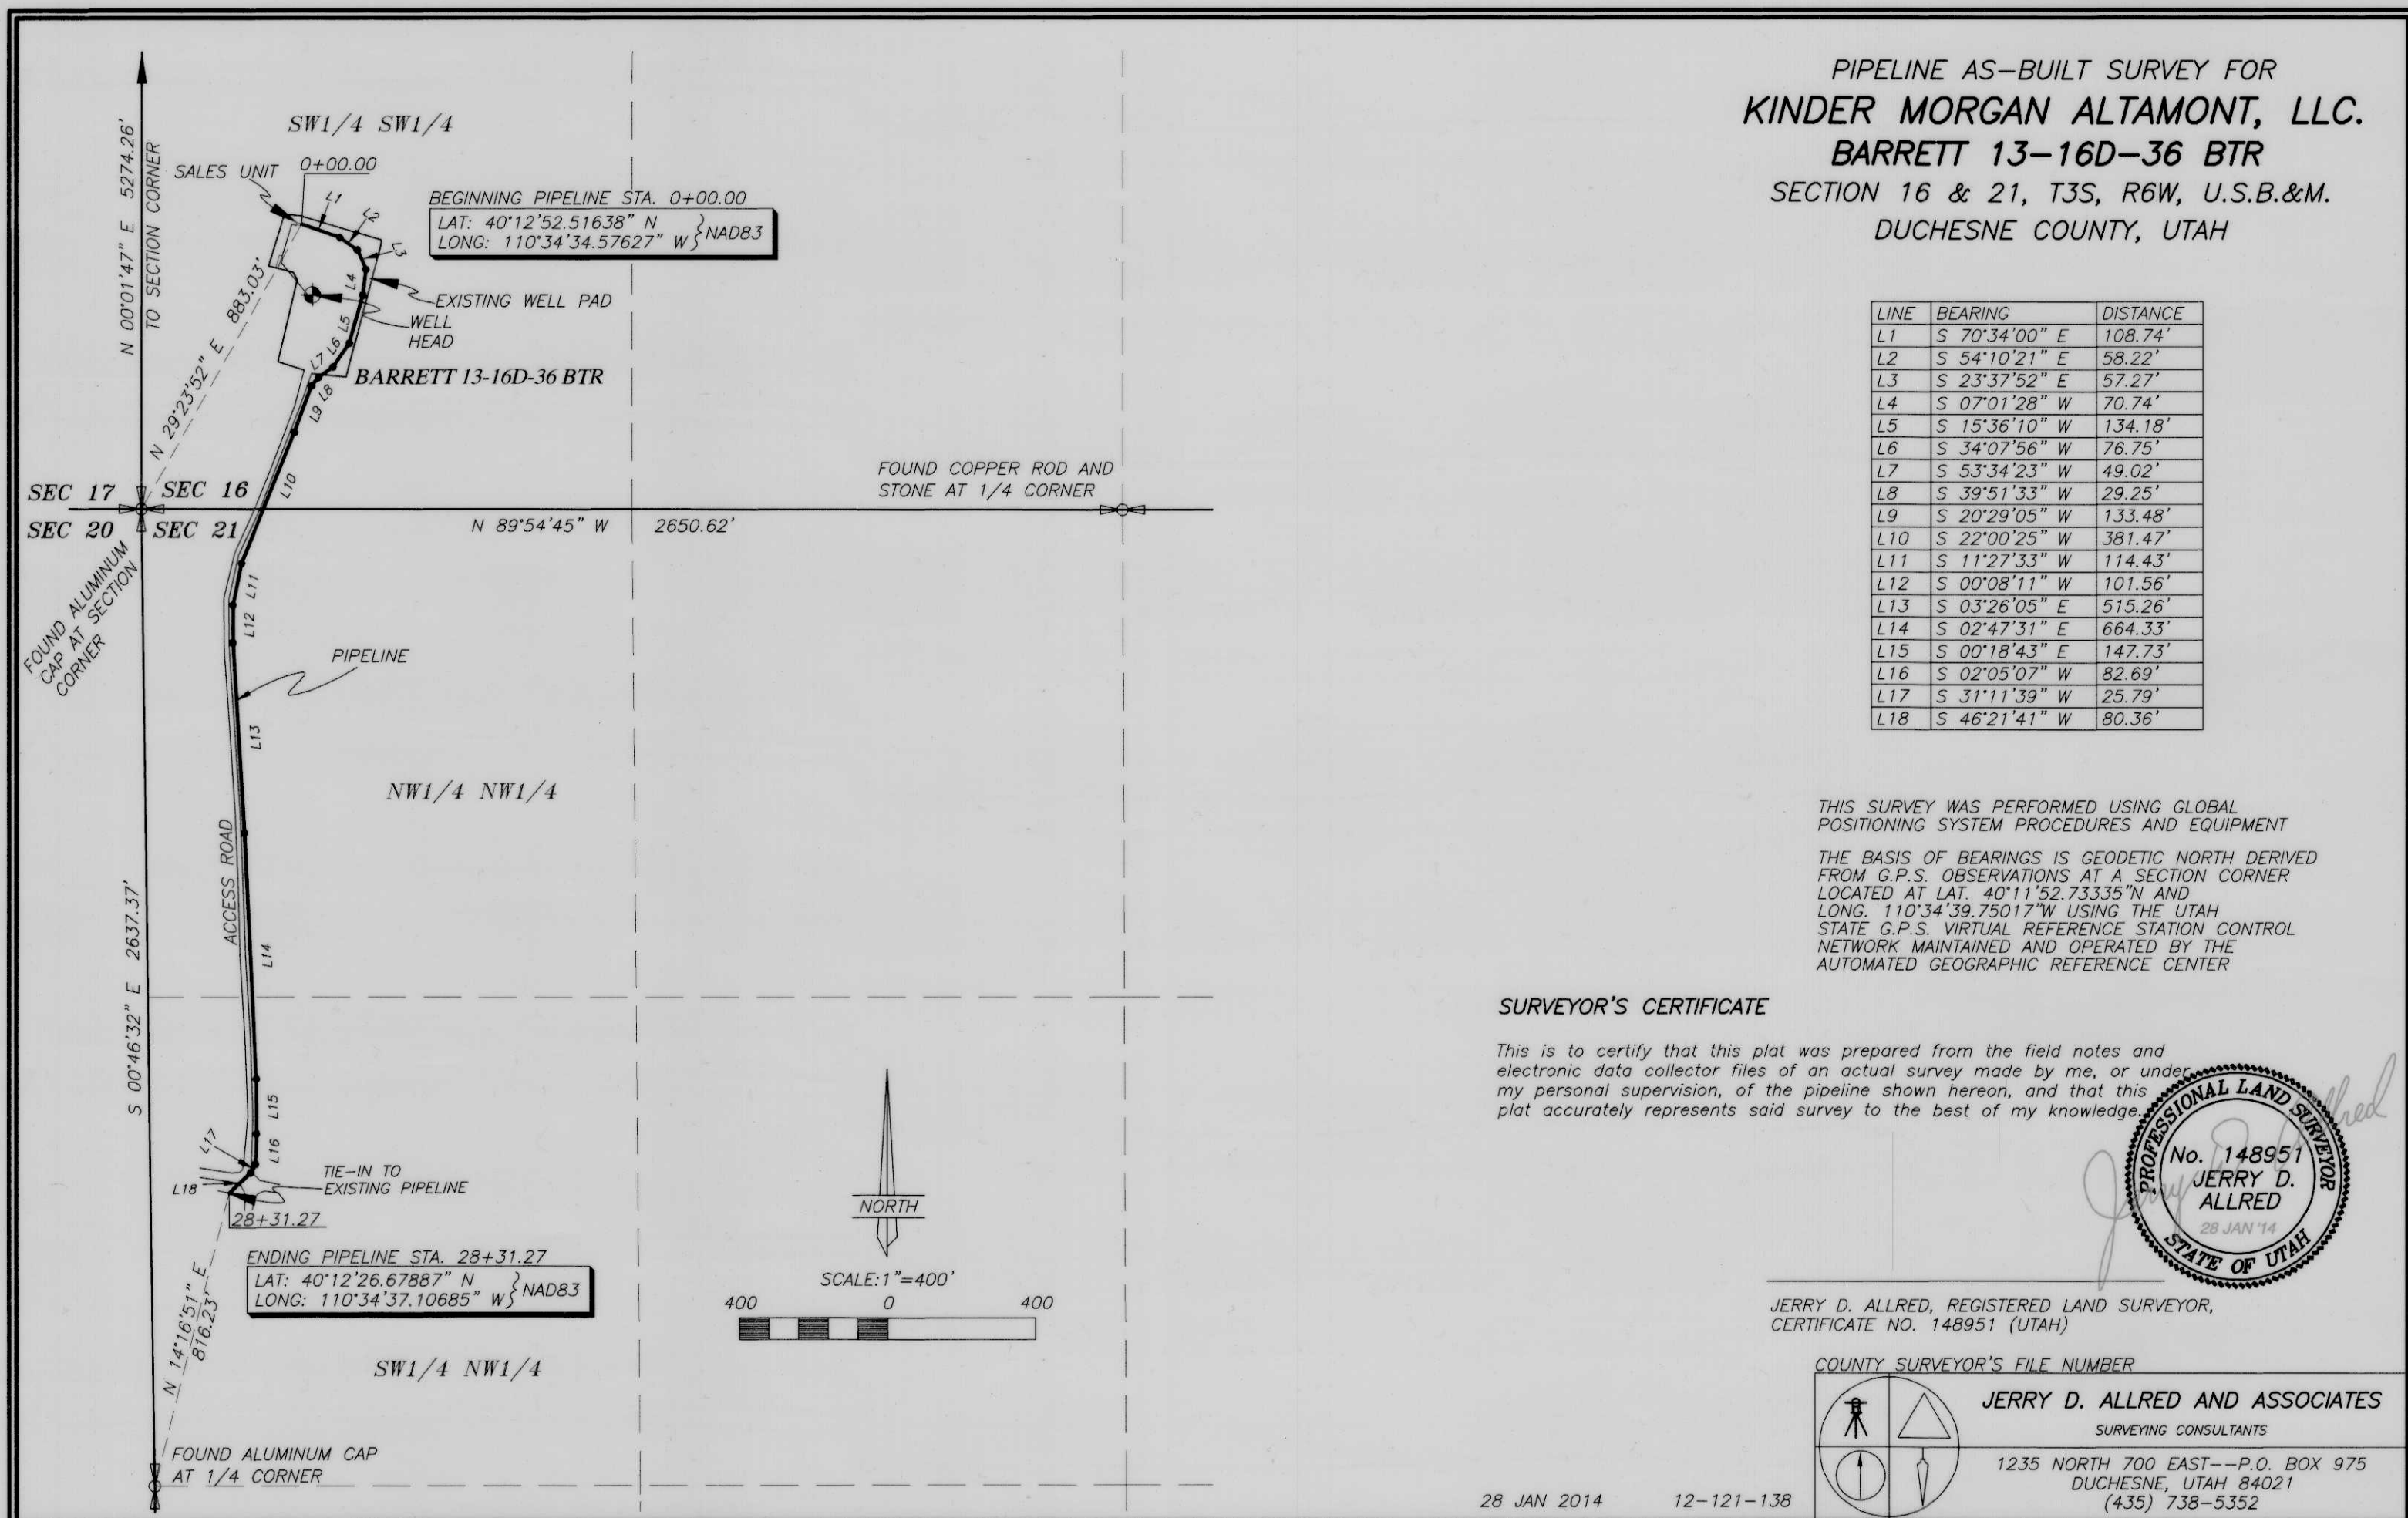 PIPELINE AS-BUILT SURVEY FOR
KINDER MORGAN ALTAMONT, LLC.
BARRETT 13-16D-36 BTR
SECTION 16 & 21, T3S, R6W, U.S.B.&M.
DUCHESNE COUNTY, UTAH
SW1/4 SW1/4
SALES UNIT
0+00.00
L1
L2
L3
L4
L5
L6
L7
L8
L9
L10
BEGINNING PIPELINE STA. 0+00.00
LAT: 40°12'52.51638" N
LONG: 110°34'34.57627" W
NAD83
EXISTING WELL PAD
WELL
HEAD
BARRETT 13-16D-36 BTR
N 00°01'47" E 5274.26'
TO SECTION CORNER
N 29°23'52" E 883.03'
SEC 17
SEC 16
SEC 20
SEC 21
FOUND ALUMINUM
CAP AT SECTION
CORNER
N 89°54'45" W 2650.62'
FOUND COPPER ROD AND
STONE AT 1/4 CORNER
L11
L12
PIPELINE
L13
NW1/4 NW1/4
ACCESS ROAD
L14
S 00°46'32" E 2637.37'
L15
L16
L17
L18
TIE-IN TO
EXISTING PIPELINE
28+31.27
ENDING PIPELINE STA. 28+31.27
LAT: 40°12'26.67887" N
LONG: 110°34'37.10685" W
NAD83
N 14°16'51" E
816.23'
SW1/4 NW1/4
FOUND ALUMINUM CAP
AT 1/4 CORNER
NORTH
SCALE:1"=400'
400 0 400
LINE BEARING DISTANCE
L1 S 70°34'00" E 108.74'
L2 S 54°10'21" E 58.22'
L3 S 23°37'52" E 57.27'
L4 S 07°01'28" W 70.74'
L5 S 15°36'10" W 134.18'
L6 S 34°07'56" W 76.75'
L7 S 53°34'23" W 49.02'
L8 S 39°51'33" W 29.25'
L9 S 20°29'05" W 133.48'
L10 S 22°00'25" W 381.47'
L11 S 11°27'33" W 114.43'
L12 S 00°08'11" W 101.56'
L13 S 03°26'05" E 515.26'
L14 S 02°47'31" E 664.33'
L15 S 00°18'43" E 147.73'
L16 S 02°05'07" W 82.69'
L17 S 31°11'39" W 25.79'
L18 S 46°21'41" W 80.36'
THIS SURVEY WAS PERFORMED USING GLOBAL
POSITIONING SYSTEM PROCEDURES AND EQUIPMENT
THE BASIS OF BEARINGS IS GEODETIC NORTH DERIVED
FROM G.P.S. OBSERVATIONS AT A SECTION CORNER
LOCATED AT LAT. 40°11'52.73335"N AND
LONG. 110°34'39.75017"W USING THE UTAH
STATE G.P.S. VIRTUAL REFERENCE STATION CONTROL
NETWORK MAINTAINED AND OPERATED BY THE
AUTOMATED GEOGRAPHIC REFERENCE CENTER
SURVEYOR'S CERTIFICATE
This is to certify that this plat was prepared from the field notes and
electronic data collector files of an actual survey made by me, or under
my personal supervision, of the pipeline shown hereon, and that this
plat accurately represents said survey to the best of my knowledge.
Jerry D. Allred
PROFESSIONAL LAND SURVEYOR
No. 148951
JERRY D.
ALLRED
28 JAN '14
STATE OF UTAH
JERRY D. ALLRED, REGISTERED LAND SURVEYOR,
CERTIFICATE NO. 148951 (UTAH)
COUNTY SURVEYOR'S FILE NUMBER
JERRY D. ALLRED AND ASSOCIATES
SURVEYING CONSULTANTS
1235 NORTH 700 EAST--P.O. BOX 975
DUCHESNE, UTAH 84021
(435) 738-5352
28 JAN 2014 12-121-138